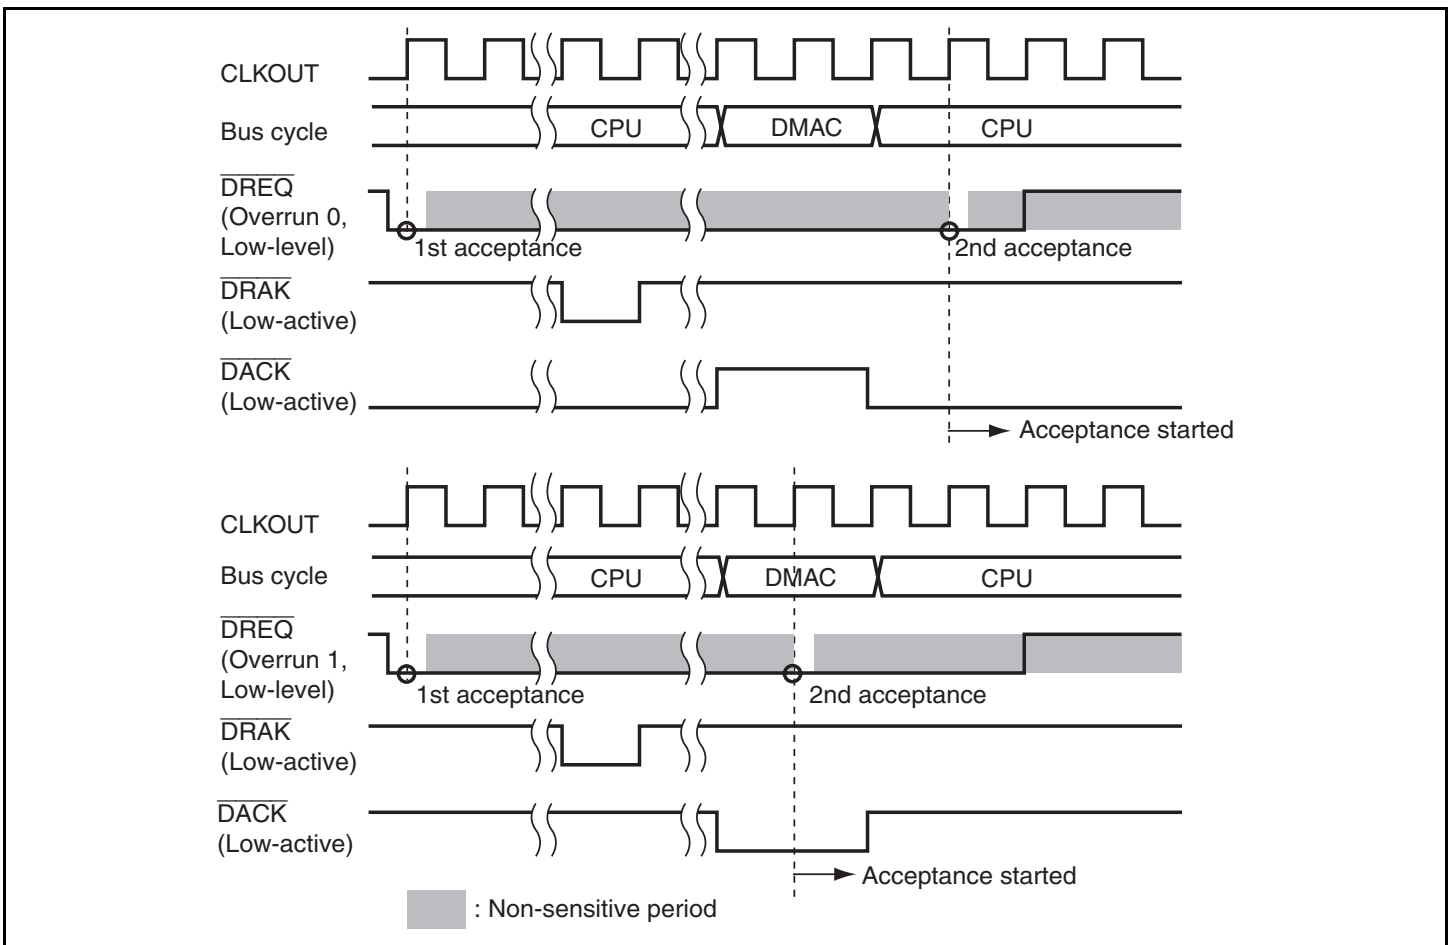 CLKOUT
Bus cycle CPU DMAC CPU
DREQ
(Overrun 0,
Low-level)
1st acceptance 2nd acceptance
DRAK
(Low-active)
DACK
(Low-active)
Acceptance started
CLKOUT
Bus cycle CPU DMAC CPU
DREQ
(Overrun 1,
Low-level)
1st acceptance 2nd acceptance
DRAK
(Low-active)
DACK
(Low-active)
Acceptance started
: Non-sensitive period